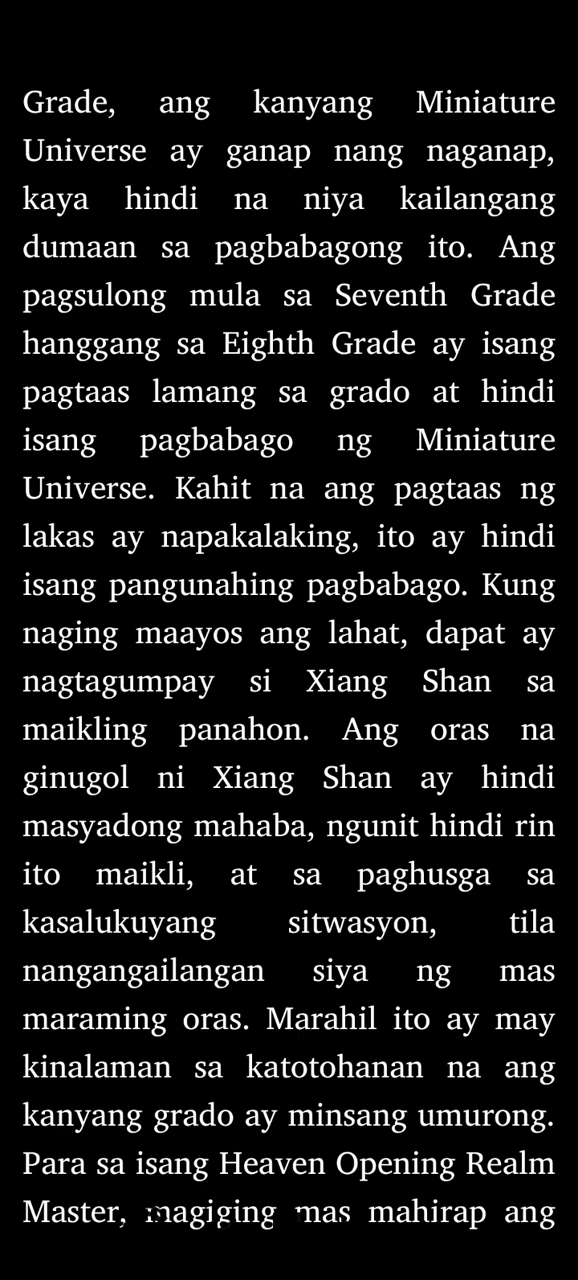 Grade, ang kanyang Miniature
Universe ay ganap nang naganap,
kaya hindi na niya kailangang
dumaan sa pagbabagong ito. Ang
pagsulong mula sa Seventh Grade
hanggang sa Eighth Grade ay isang
pagtaas lamang sa grado at hindi
isang pagbabago ng Miniature
Universe. Kahit na ang pagtaas ng
lakas ay napakalaking, ito ay hindi
isang pangunahing pagbabago. Kung
naging maayos ang lahat, dapat ay
nagtagumpay si Xiang Shan sa
maikling panahon. Ang oras na
ginugol ni Xiang Shan ay hindi
masyadong mahaba, ngunit hindi rin
ito maikli, at sa paghusga sa
kasalukuyang sitwasyon, tila
nangangailangan siya ng mas
maraming oras. Marahil ito ay may
kinalaman sa katotohanan na ang
kanyang grado ay minsang umurong.
Para sa isang Heaven Opening Realm
Master, magiging mas mahirap ang